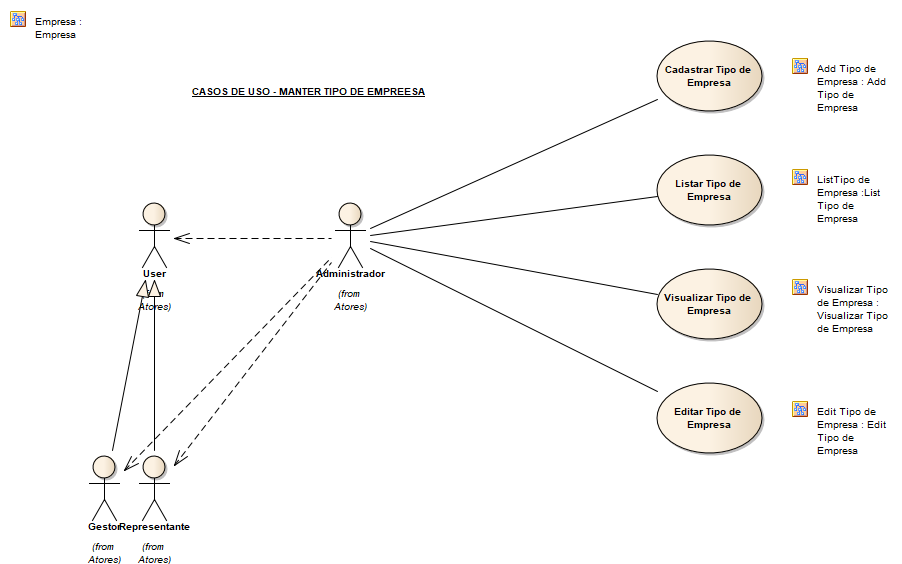 Empresa :
Empresa
CASOS DE USO - MANTER TIPO DE EMPREESA
Cadastrar Tipo de
Empresa
Add Tipo de
Empresa : Add
Tipo de
Empresa
Listar Tipo de
Empresa
ListTipo de
Empresa :List
Tipo de
Empresa
User
(from
Atores)
Administrador
(from
Atores)
Visualizar Tipo de
Empresa
Visualizar Tipo
de Empresa :
Visualizar Tipo
de Empresa
Editar Tipo de
Empresa
Edit Tipo de
Empresa : Edit
Tipo de
Empresa
Gestor
(from
Atores)
Representante
(from
Atores)